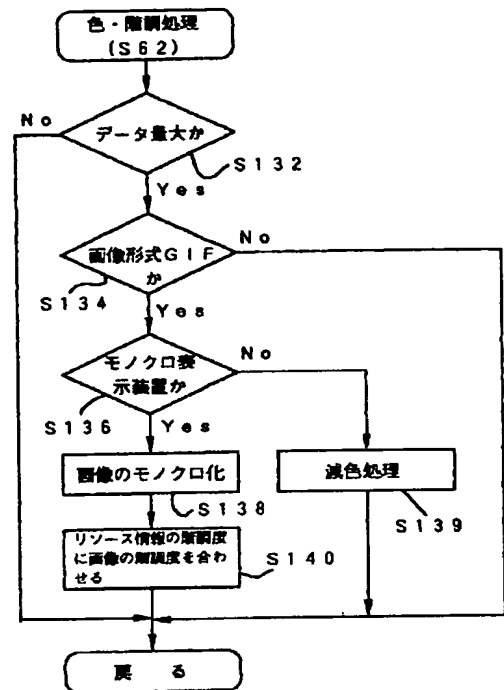 色・階調処理
(S62)
No
データ量大か
S132
Yes
No
画像形式GIF
か
S134
Yes
No
モノクロ表
示装置か
S136
Yes
画像のモノクロ化
減色処理
S138
S139
リソース情報の階調度
に画像の階調度を合わ
せる
S140
戻る